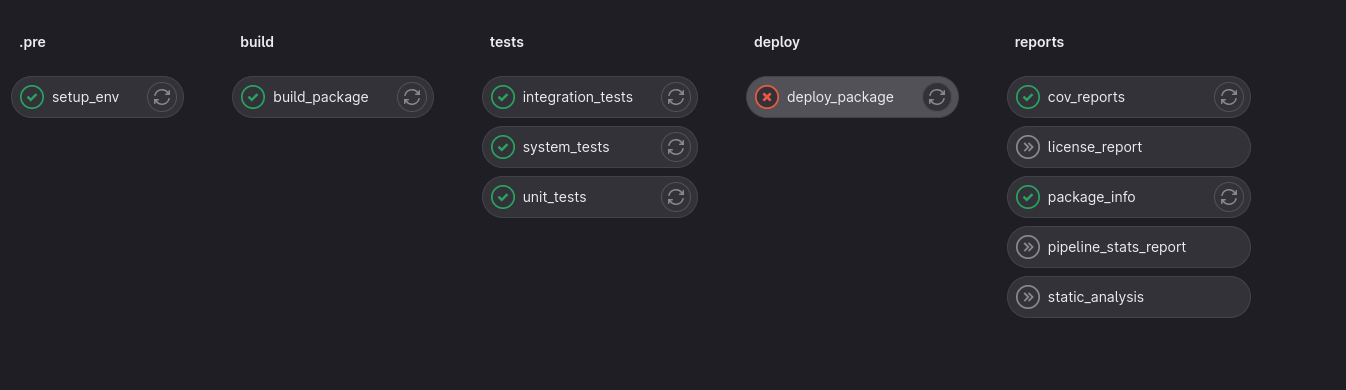 .pre
setup_env
build
build_package
tests
integration_tests
system_tests
unit_tests
deploy
deploy_package
reports
cov_reports
license_report
package_info
pipeline_stats_report
static_analysis